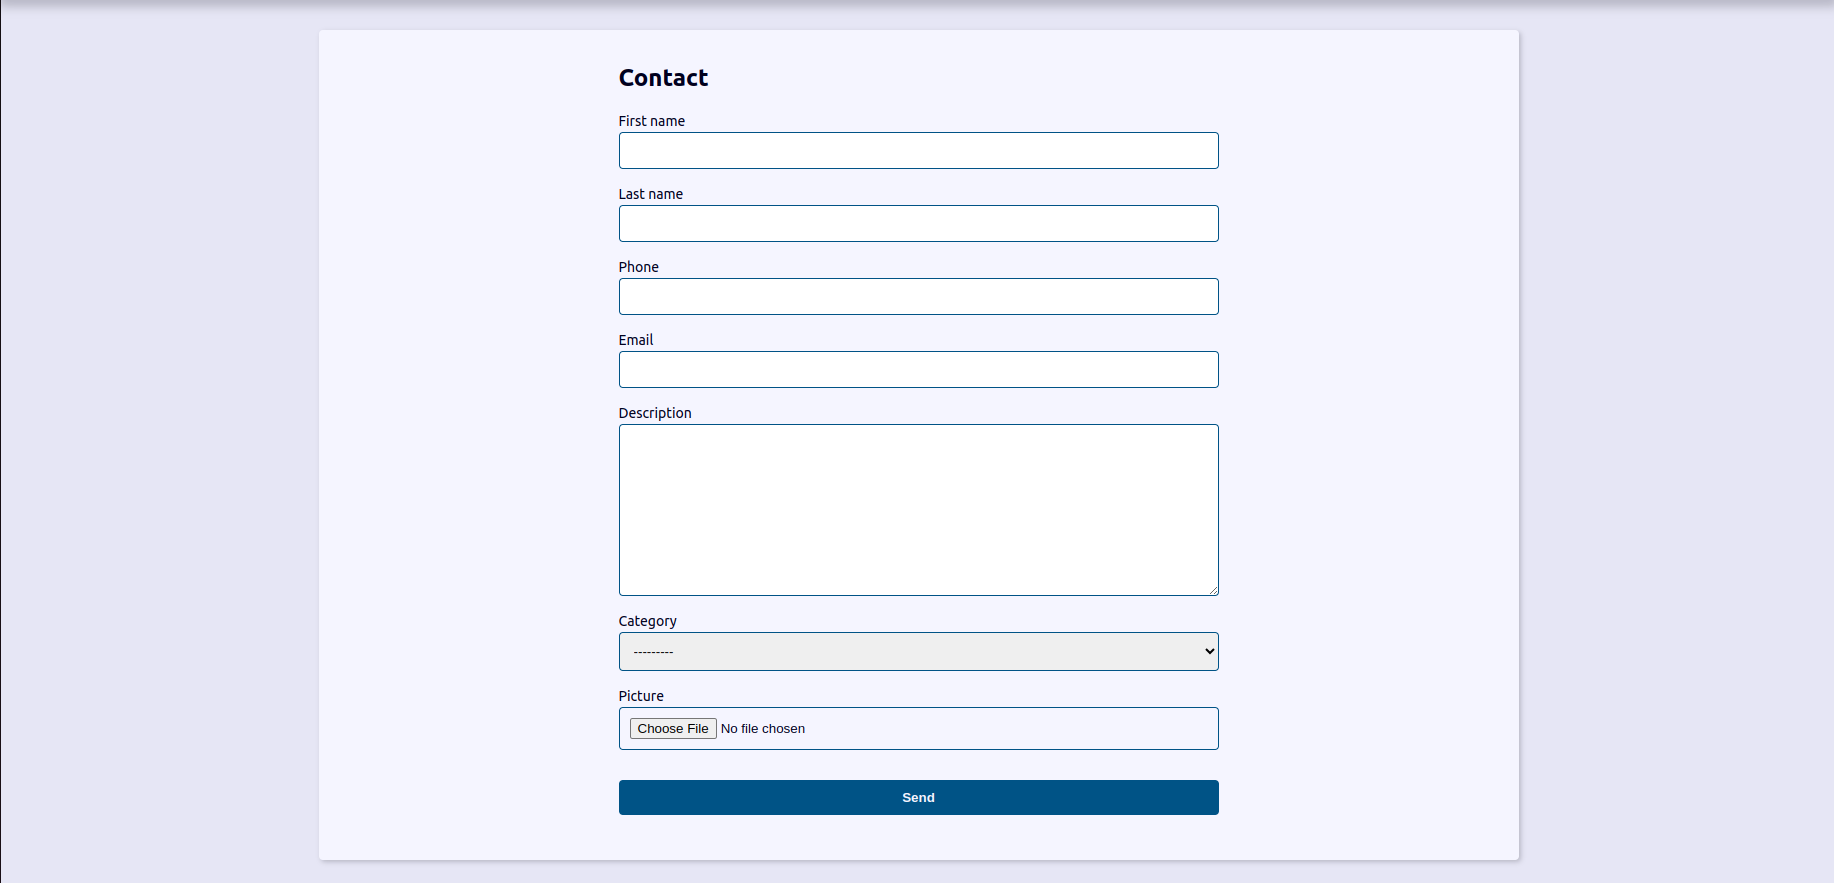 Contact
First name
Last name
Phone
Email
Description
Category
---------
Picture
Choose File No file chosen
Send